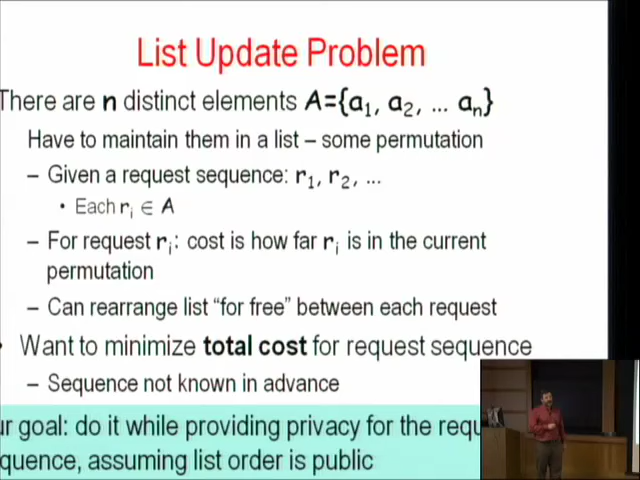 List Update Problem
There are n distinct elements A={a1, a2, ... an}
Have to maintain them in a list – some permutation
– Given a request sequence: r1, r2, ...
• Each ri ∈ A
– For request ri: cost is how far ri is in the current
permutation
– Can rearrange list "for free" between each request
• Want to minimize total cost for request sequence
– Sequence not known in advance
goal: do it while providing privacy for the
assuming list order is public